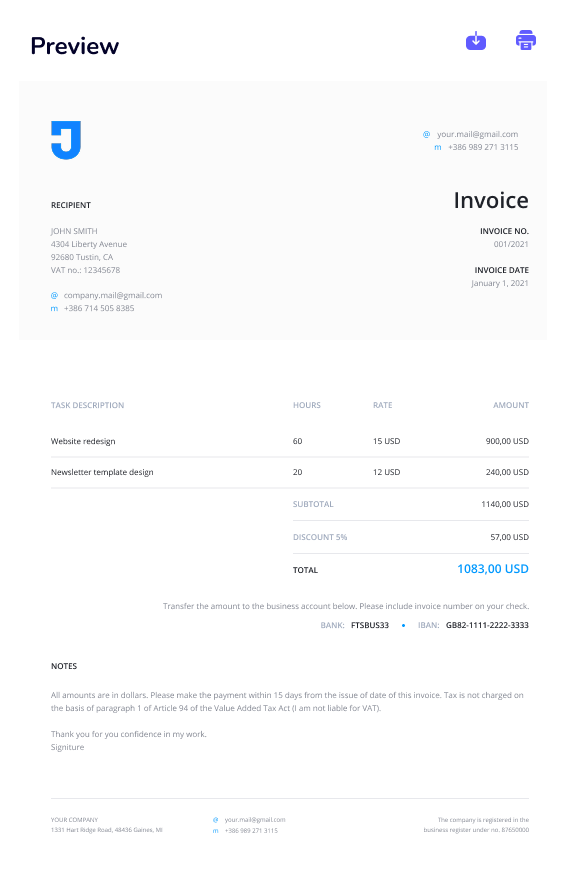 Preview
@ your.mail@gmail.com
m +386 989 271 3115
Invoice
RECIPIENT
JOHN SMITH
4304 Liberty Avenue
92680 Tustin, CA
VAT no.: 12345678
@ company.mail@gmail.com
m +386 714 505 8385
INVOICE NO.
001/2021
INVOICE DATE
January 1, 2021
TASK DESCRIPTION HOURS RATE AMOUNT
Website redesign 60 15 USD 900,00 USD
Newsletter template design 20 12 USD 240,00 USD
SUBTOTAL 1140,00 USD
DISCOUNT 5% 57,00 USD
TOTAL 1083,00 USD
Transfer the amount to the business account below. Please include invoice number on your check.
BANK: FTSBUS33 • IBAN: GB82-1111-2222-3333
NOTES
All amounts are in dollars. Please make the payment within 15 days from the issue of date of this invoice. Tax is not charged on
the basis of paragraph 1 of Article 94 of the Value Added Tax Act (I am not liable for VAT).
Thank you for you confidence in my work.
Signiture
YOUR COMPANY
1331 Hart Ridge Road, 48436 Gaines, MI
@ your.mail@gmail.com
m +386 989 271 3115
The company is registered in the
business register under no. 87650000